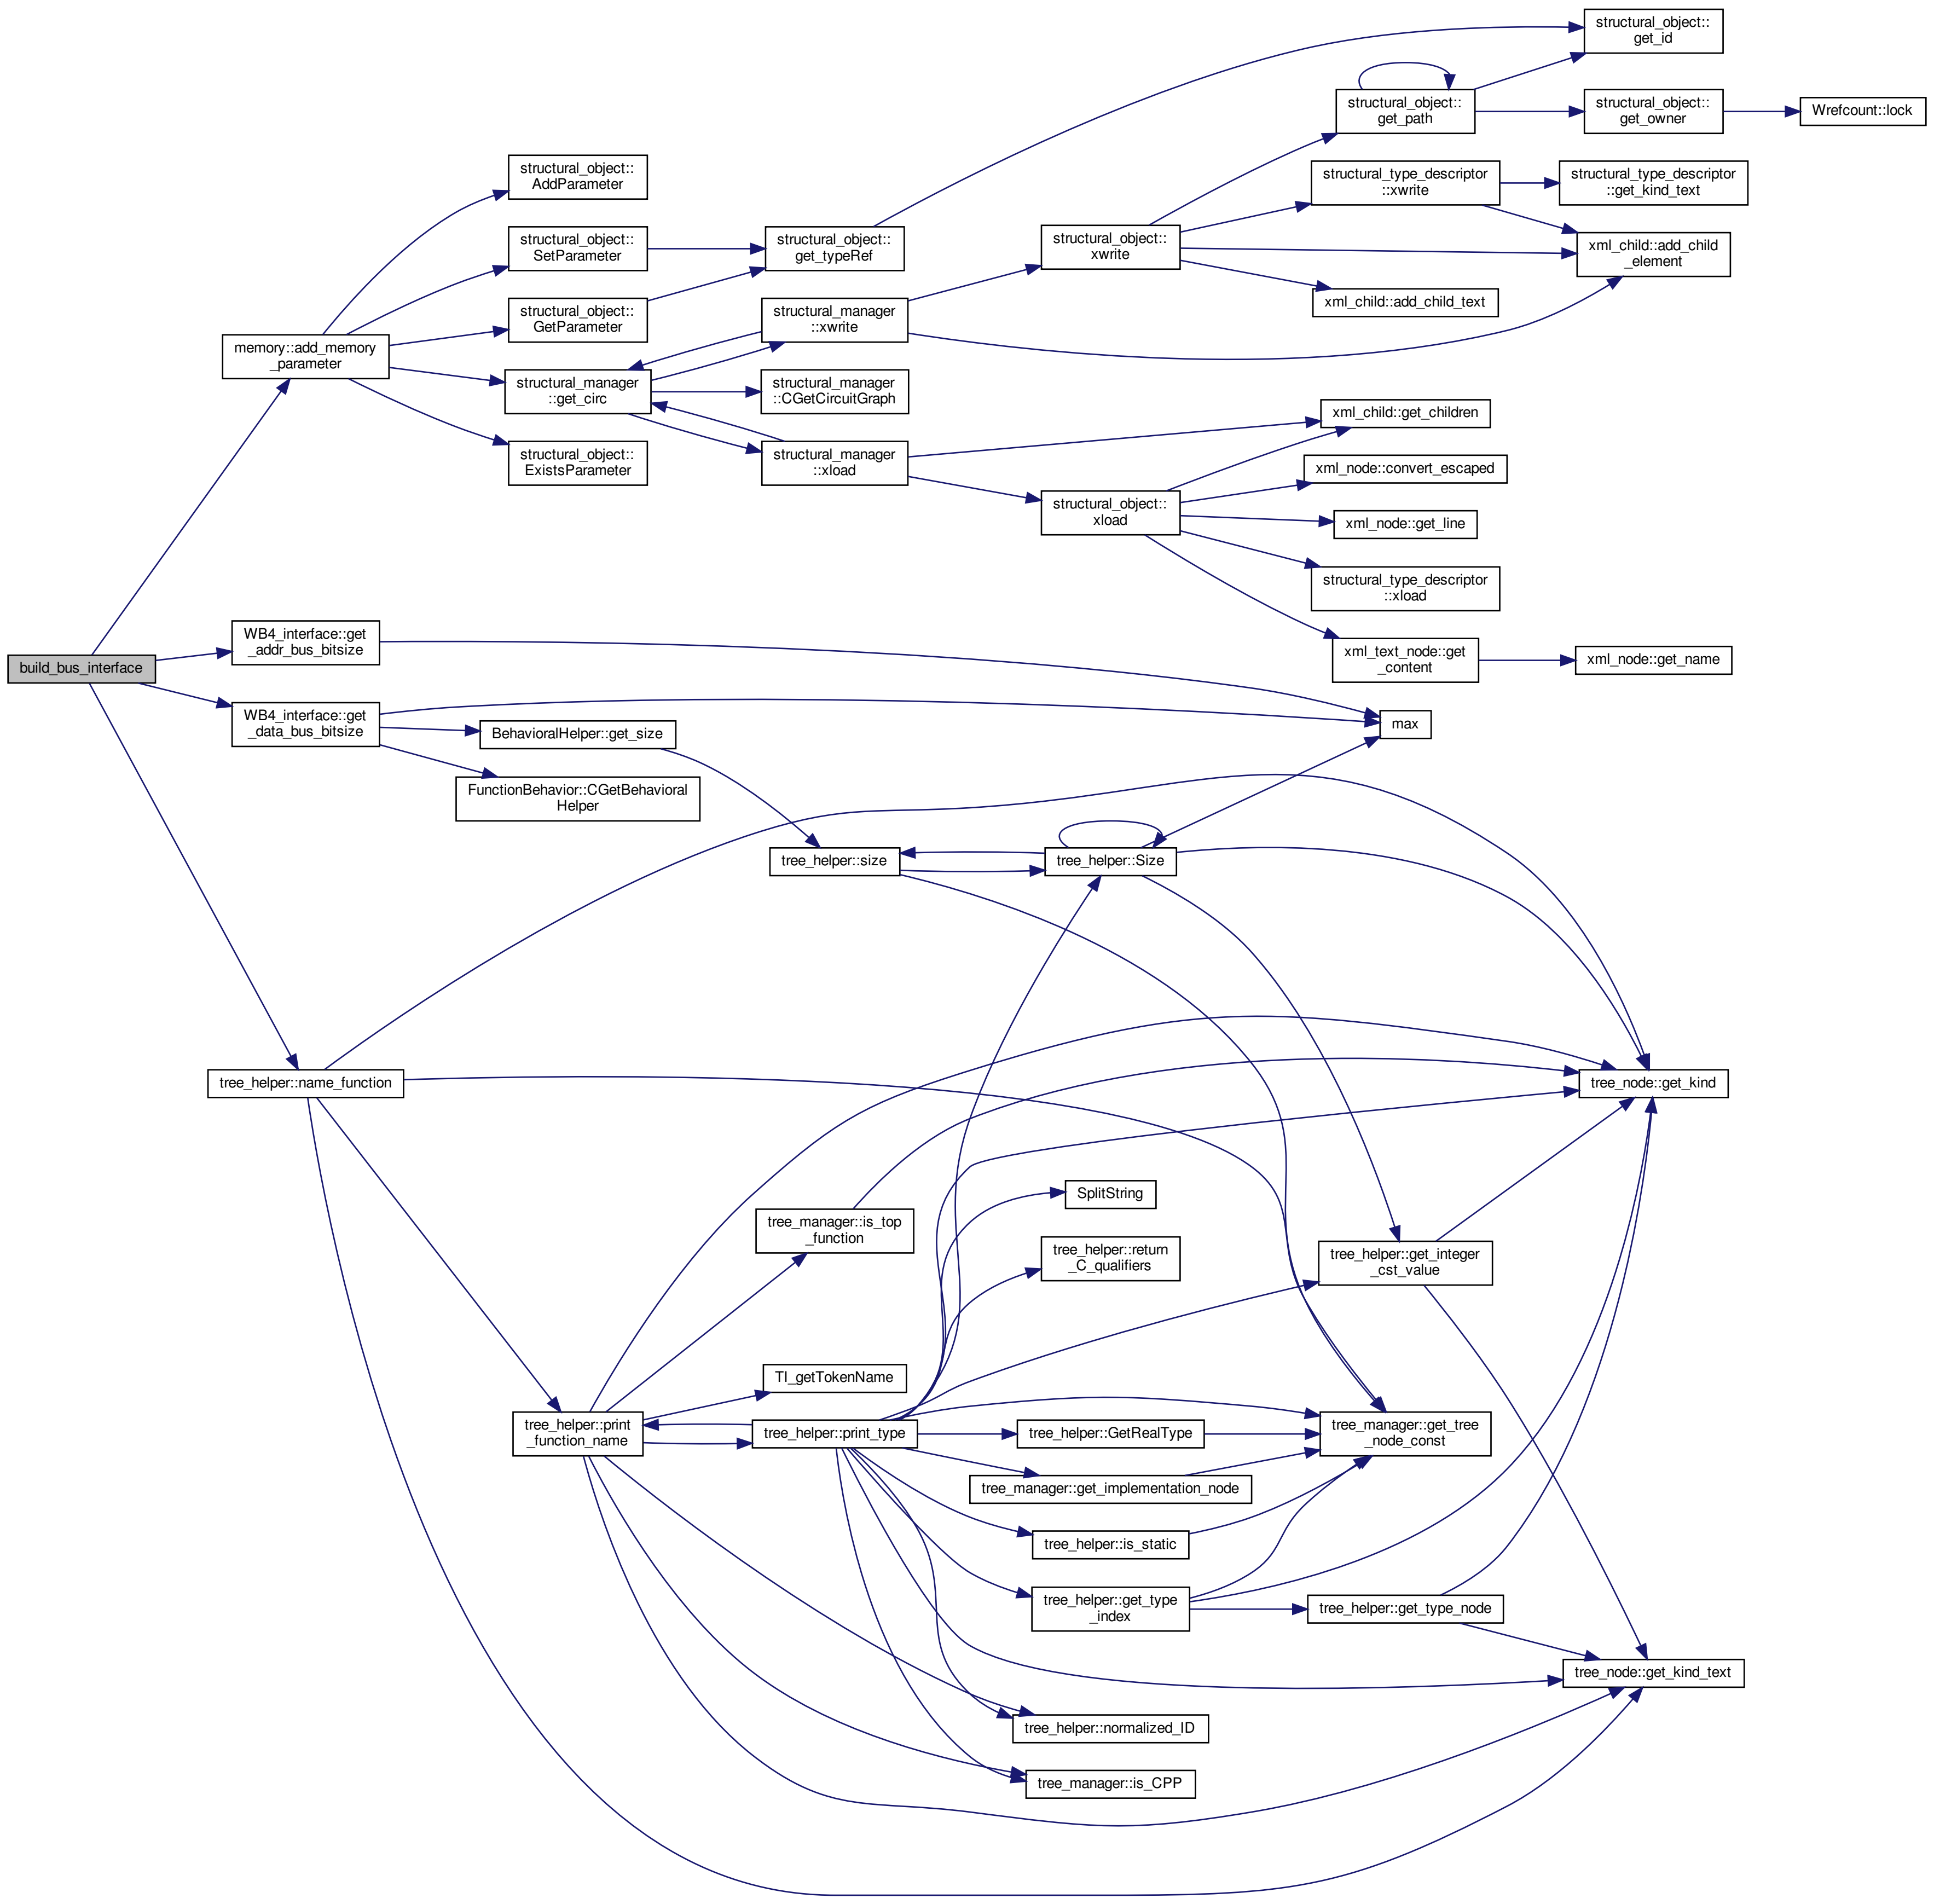 structural_object::
get_id
structural_object::
get_path
structural_object::
get_owner
Wrefcount::lock
structural_object::
AddParameter
structural_type_descriptor
::xwrite
structural_type_descriptor
::get_kind_text
structural_object::
SetParameter
structural_object::
get_typeRef
structural_object::
xwrite
xml_child::add_child
_element
structural_object::
GetParameter
structural_manager
::xwrite
xml_child::add_child_text
memory::add_memory
_parameter
structural_manager
::get_circ
structural_manager
::CGetCircuitGraph
xml_child::get_children
structural_object::
ExistsParameter
structural_manager
::xload
xml_node::convert_escaped
structural_object::
xload
xml_node::get_line
structural_type_descriptor
::xload
WB4_interface::get
_addr_bus_bitsize
xml_text_node::get
_content
xml_node::get_name
build_bus_interface
WB4_interface::get
_data_bus_bitsize
BehavioralHelper::get_size
max
FunctionBehavior::CGetBehavioral
Helper
tree_helper::size
tree_helper::Size
tree_helper::name_function
tree_node::get_kind
SplitString
tree_manager::is_top
_function
tree_helper::return
_C_qualifiers
tree_helper::get_integer
_cst_value
TI_getTokenName
tree_helper::print
_function_name
tree_helper::print_type
tree_helper::GetRealType
tree_manager::get_tree
_node_const
tree_manager::get_implementation_node
tree_helper::is_static
tree_helper::get_type
_index
tree_helper::get_type_node
tree_node::get_kind_text
tree_helper::normalized_ID
tree_manager::is_CPP